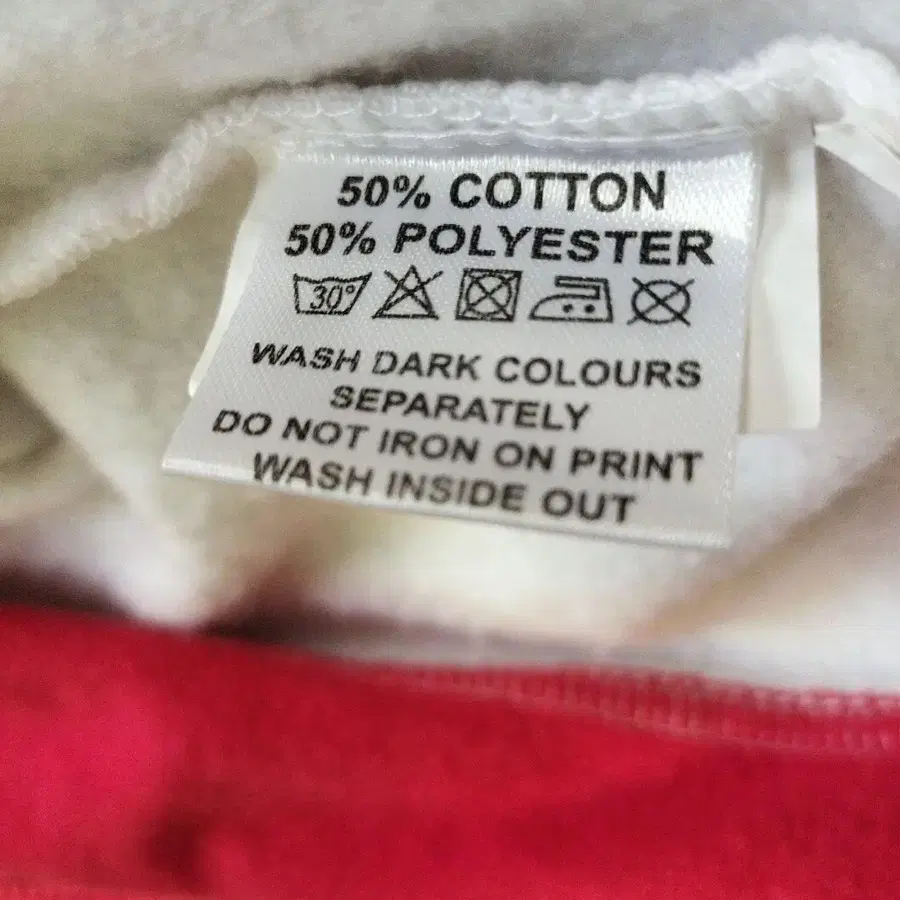 50% COTTON
50% POLYESTER
30°
WASH DARK COLOURS
SEPARATELY
DO NOT IRON ON PRINT
WASH INSIDE OUT